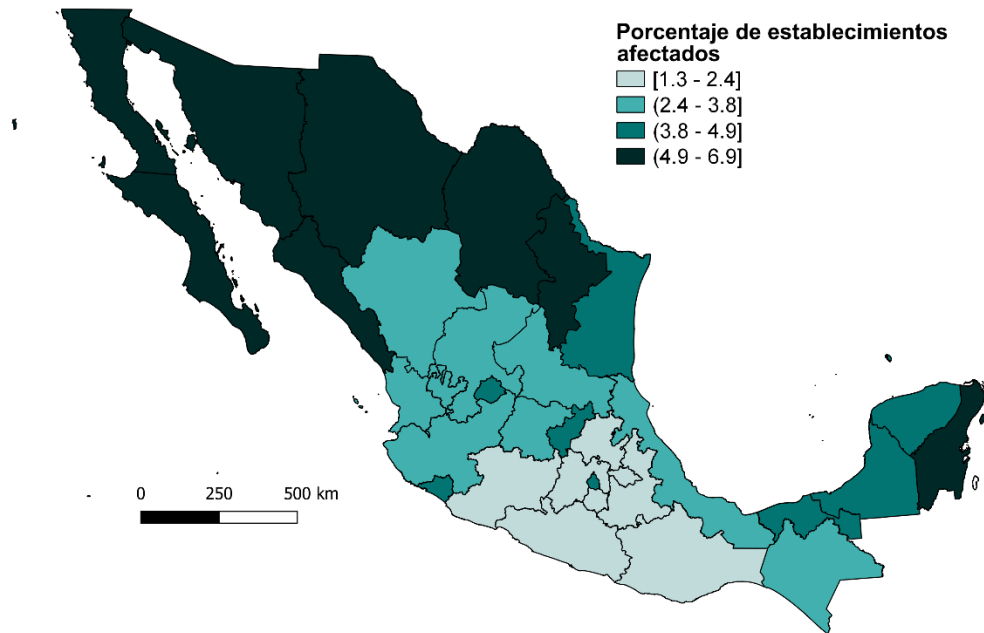 Porcentaje de establecimientos
afectados
[1.3 - 2.4]
(2.4 - 3.8]
(3.8 - 4.9]
(4.9 - 6.9]
0 250 500 km